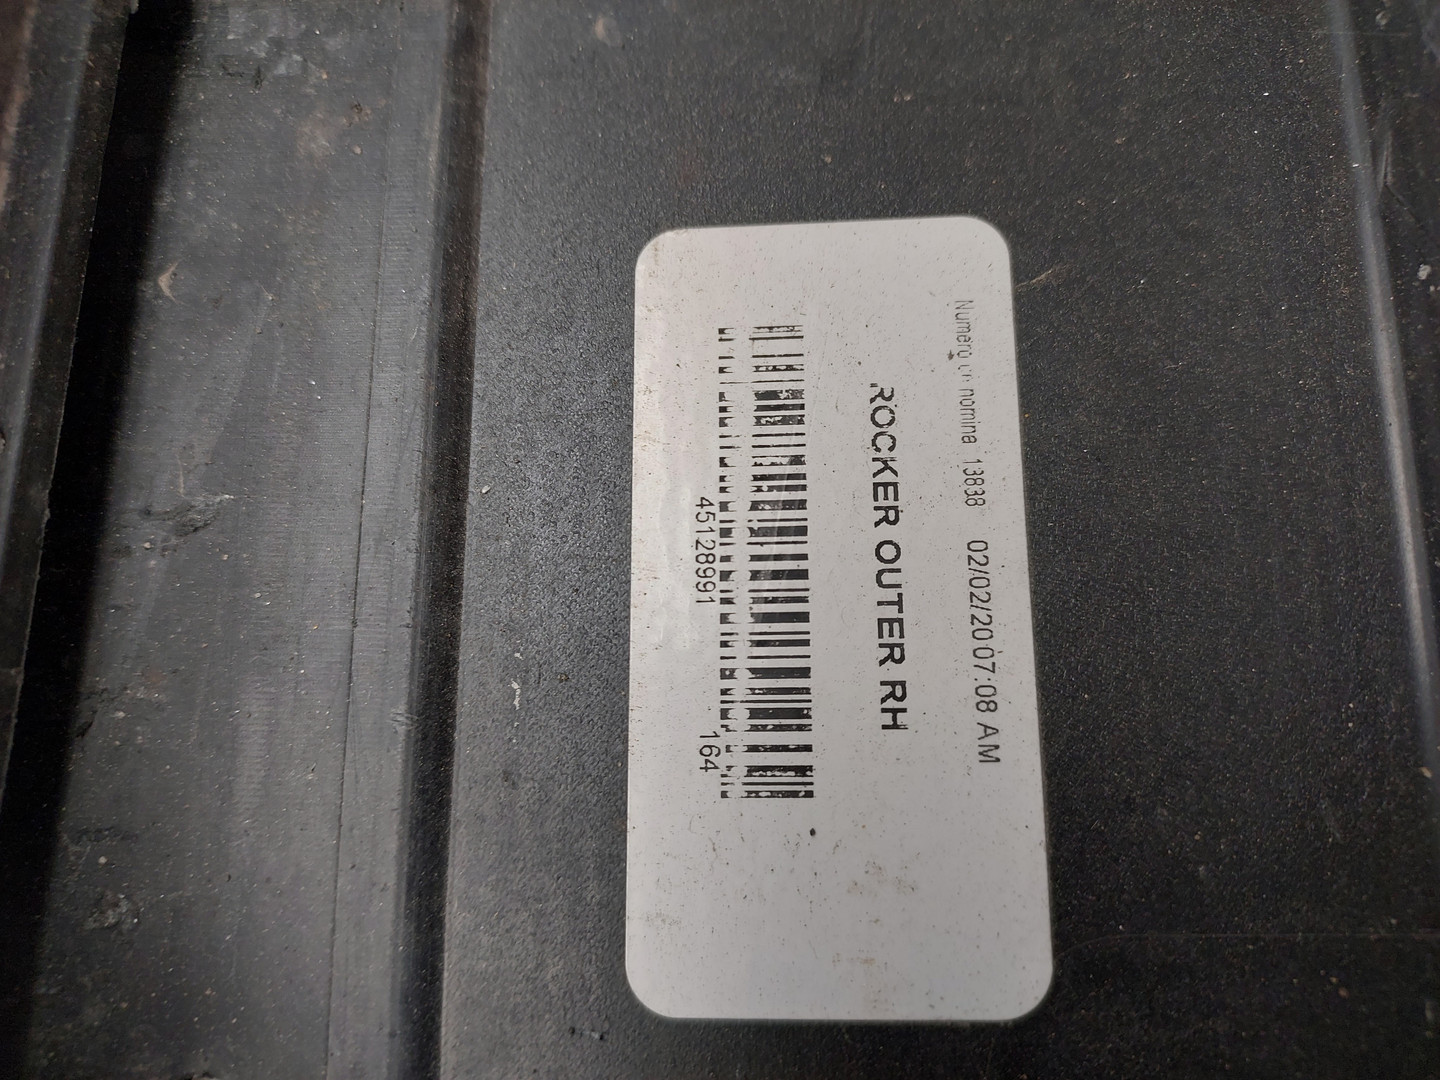 Numero de nomina 13838 02/02/20 07:08 AM
ROCKER OUTER RH
45128991 164